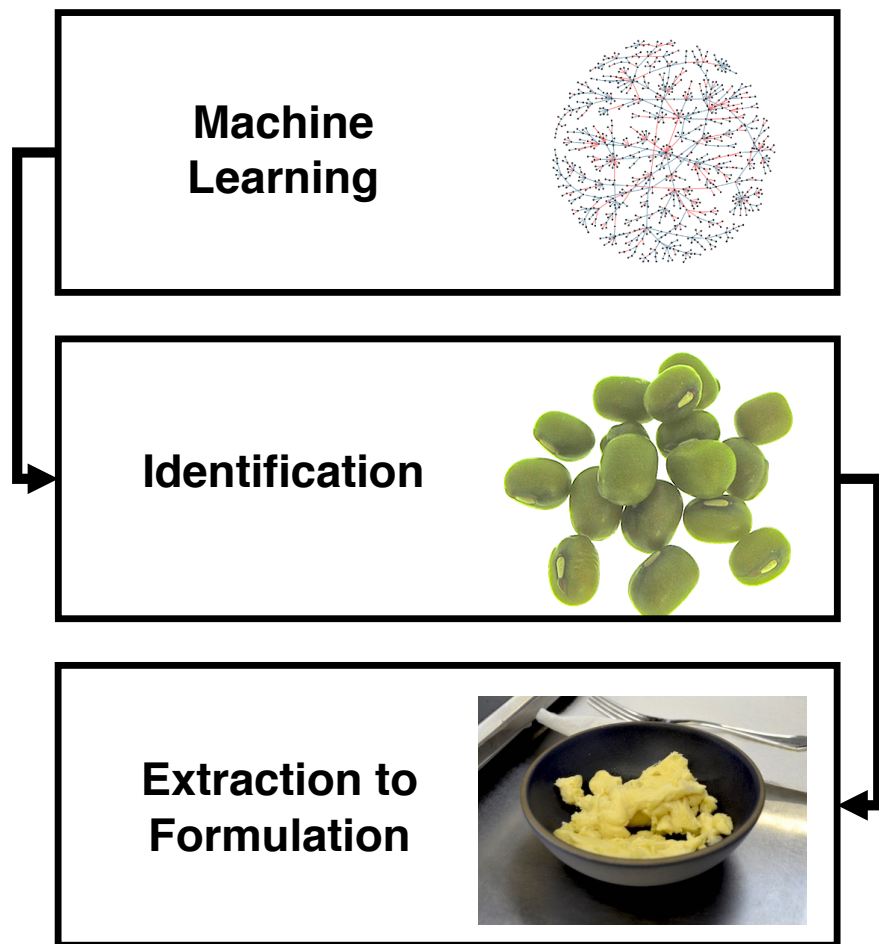 Machine
Learning
Identification
Extraction to
Formulation